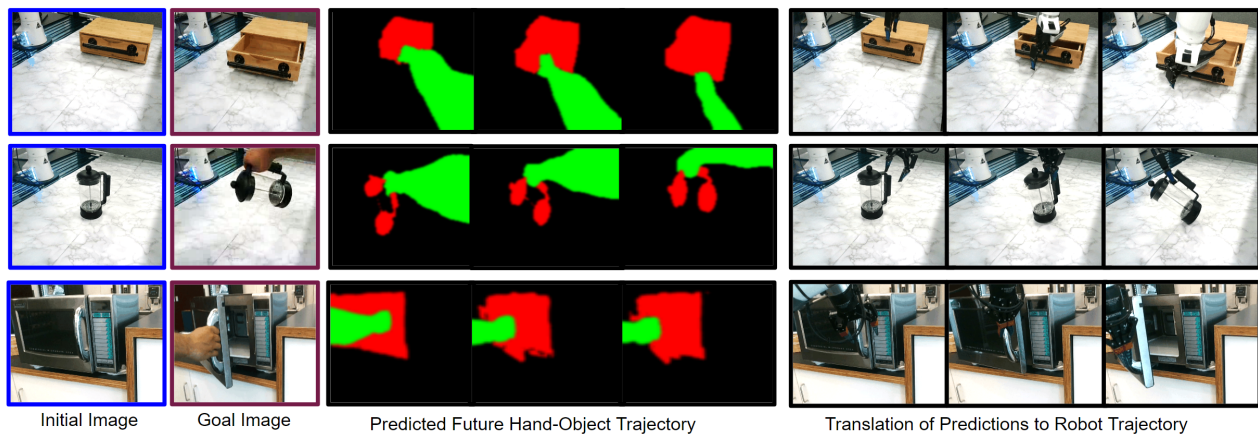 Initial Image
Goal Image
Predicted Future Hand-Object Trajectory
Translation of Predictions to Robot Trajectory